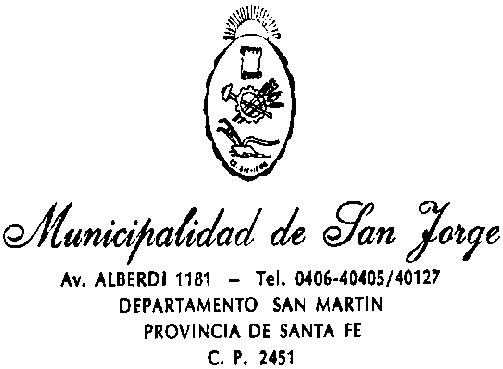 Municipalidad de San Jorge
Av. ALBERDI 1181 – Tel. 0406-40405/40127
DEPARTAMENTO SAN MARTIN
PROVINCIA DE SANTA FE
C. P. 2451